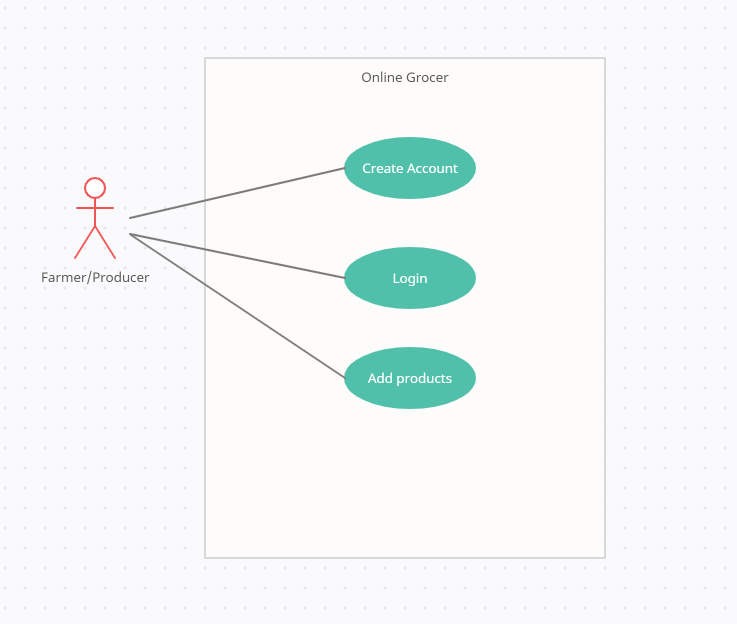 Online Grocer
Create Account
Farmer/Producer
Login
Add products